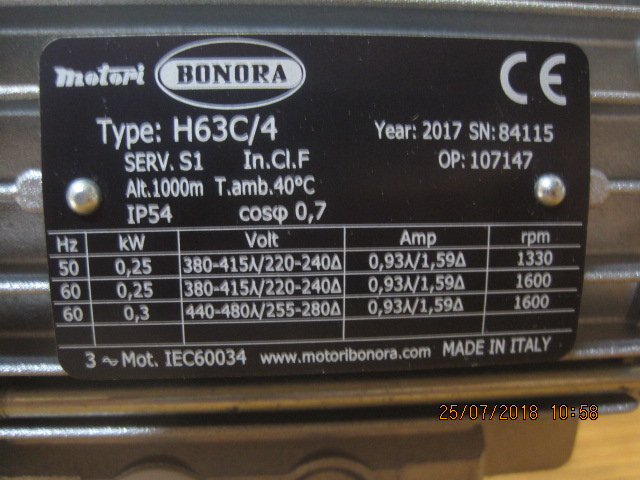 motori BONORA CE
Type: H63C/4 Year: 2017 SN: 84115
SERV. S1 In.Cl.F OP: 107147
Alt.1000m T.amb.40°C
IP54 cosφ 0,7
Hz kW Volt Amp rpm
50 0,25 380-415⅄/220-240Δ 0,93⅄/1,59Δ 1330
60 0,25 380-415⅄/220-240Δ 0,93⅄/1,59Δ 1600
60 0,3 440-480⅄/255-280Δ 0,93⅄/1,59Δ 1600
3 ~ Mot. IEC60034 www.motoribonora.com MADE IN ITALY
25/07/2018 10:58